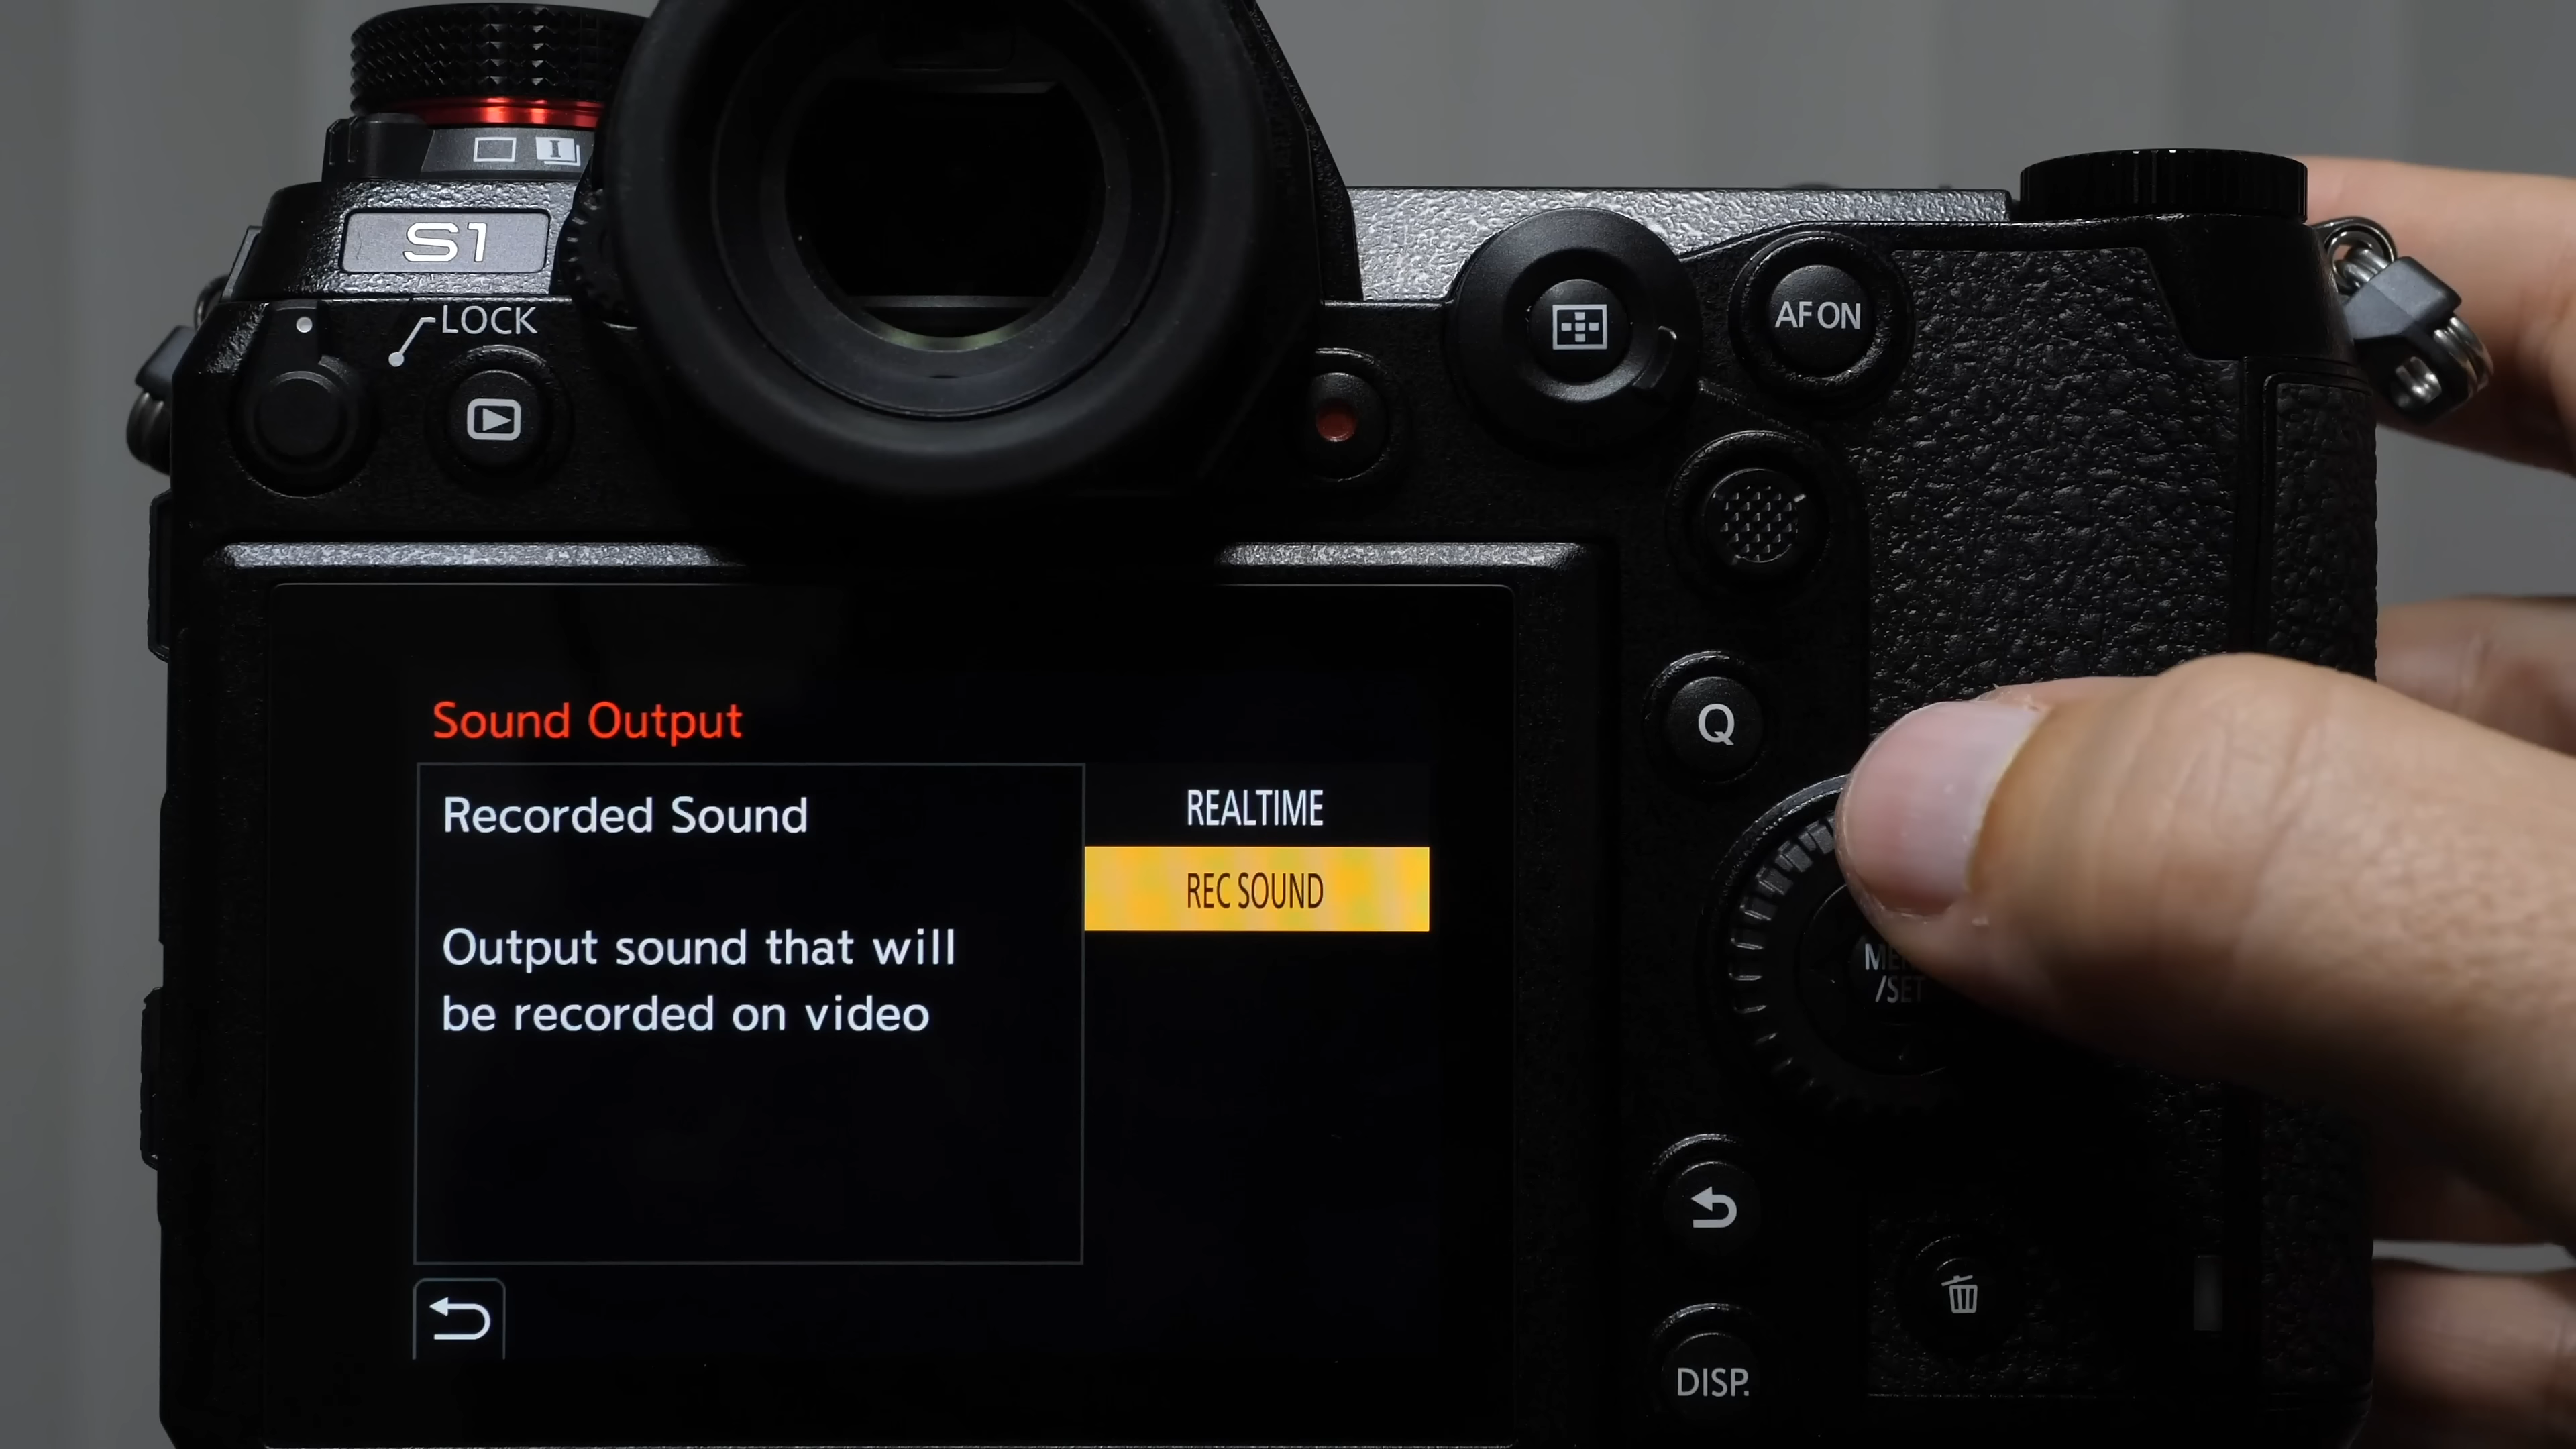 S1
LOCK
AF ON
Q
Sound Output
Recorded Sound
Output sound that will
be recorded on video
REALTIME
REC SOUND
/SET
DISP.